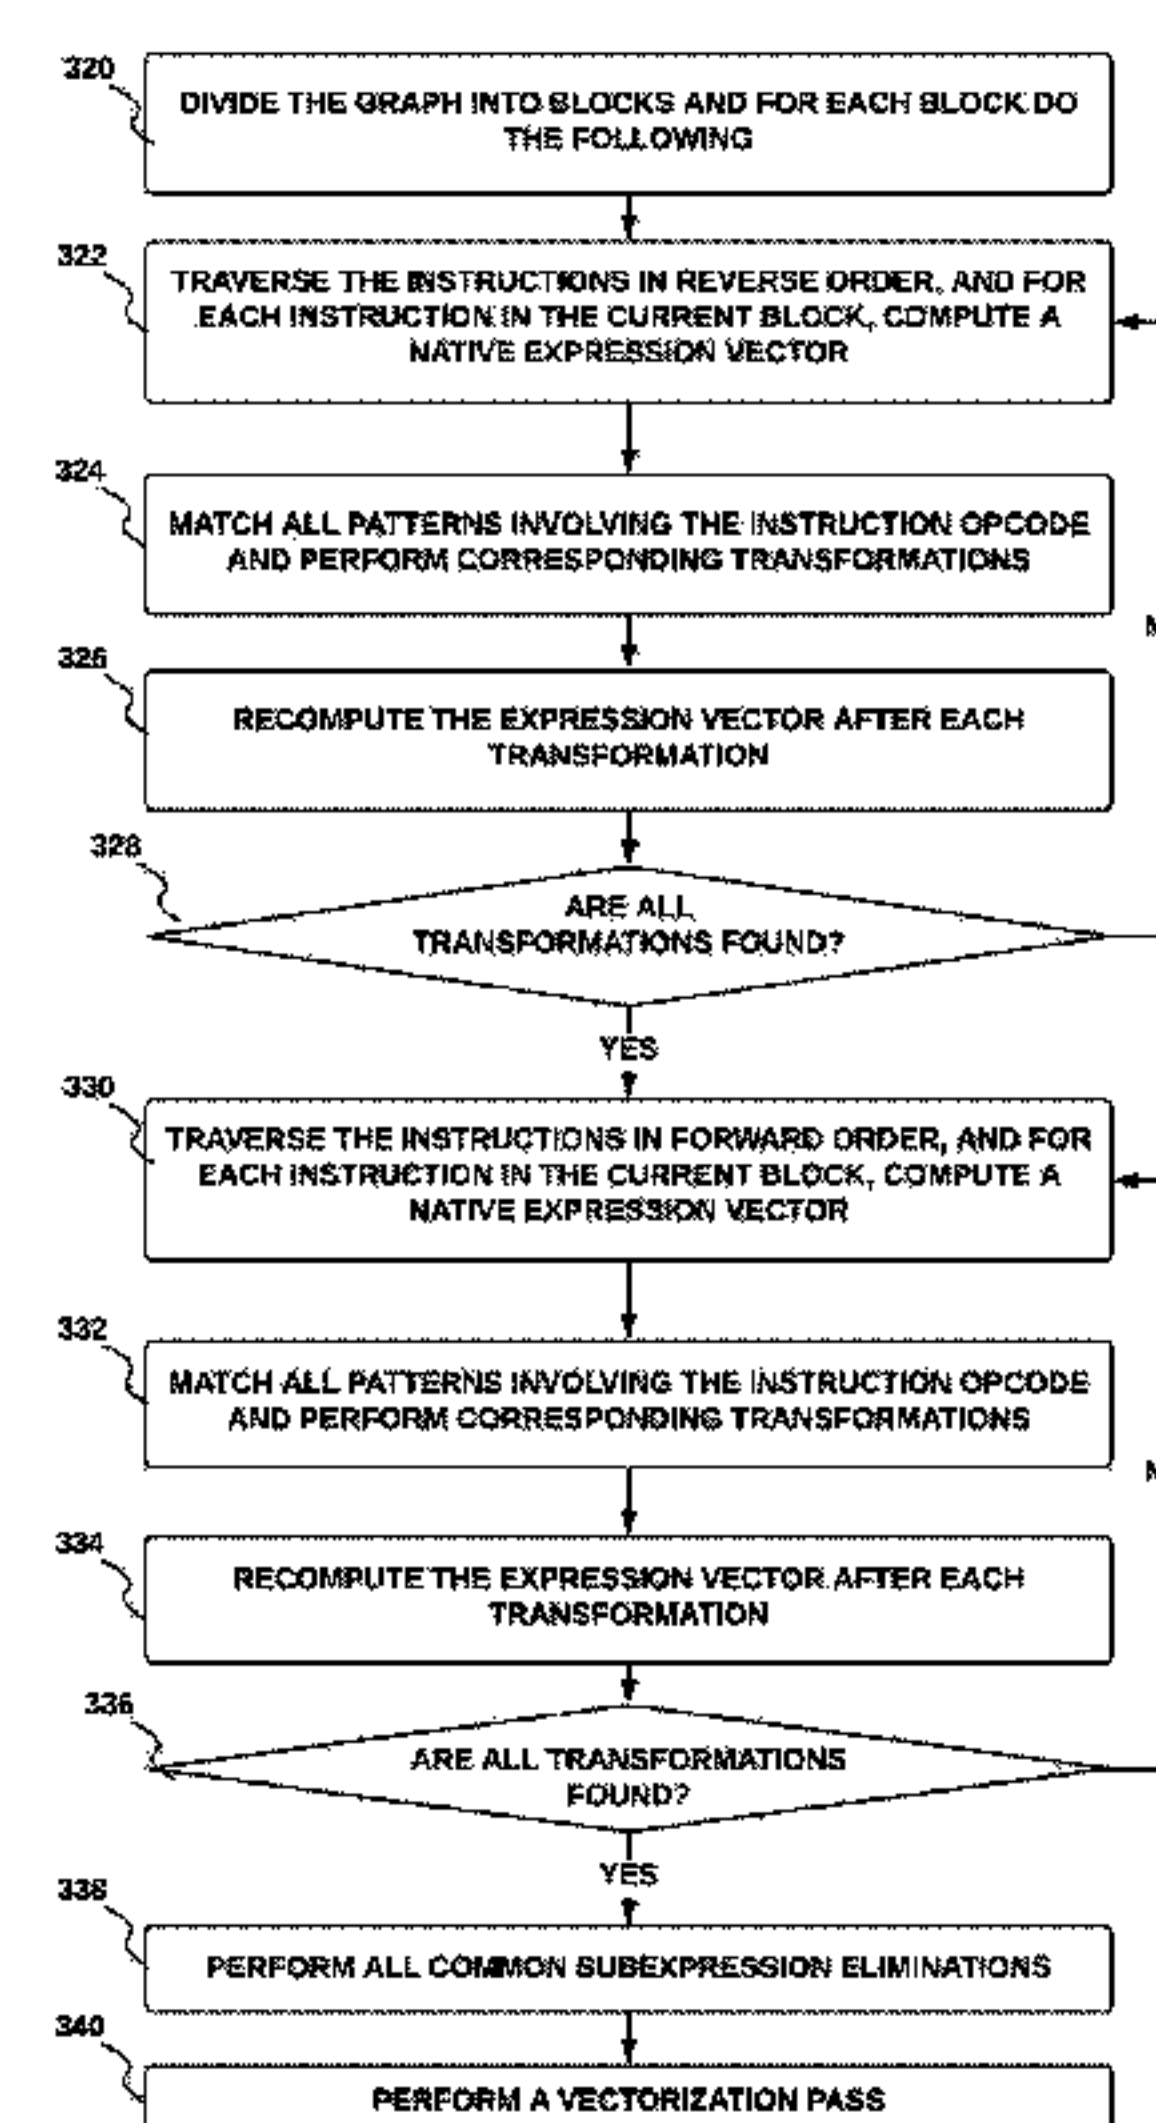 320
DIVIDE THE GRAPH INTO BLOCKS AND FOR EACH BLOCK DO
THE FOLLOWING
322
TRAVERSE THE INSTRUCTIONS IN REVERSE ORDER, AND FOR
EACH INSTRUCTION IN THE CURRENT BLOCK, COMPUTE A
NATIVE EXPRESSION VECTOR
324
MATCH ALL PATTERNS INVOLVING THE INSTRUCTION OPCODE
AND PERFORM CORRESPONDING TRANSFORMATIONS
326
RECOMPUTE THE EXPRESSION VECTOR AFTER EACH
TRANSFORMATION
328
ARE ALL
TRANSFORMATIONS FOUND?
YES
330
TRAVERSE THE INSTRUCTIONS IN FORWARD ORDER, AND FOR
EACH INSTRUCTION IN THE CURRENT BLOCK, COMPUTE A
NATIVE EXPRESSION VECTOR
332
MATCH ALL PATTERNS INVOLVING THE INSTRUCTION OPCODE
AND PERFORM CORRESPONDING TRANSFORMATIONS
334
RECOMPUTE THE EXPRESSION VECTOR AFTER EACH
TRANSFORMATION
336
ARE ALL TRANSFORMATIONS
FOUND?
YES
338
PERFORM ALL COMMON SUBEXPRESSION ELIMINATIONS
340
PERFORM A VECTORIZATION PASS